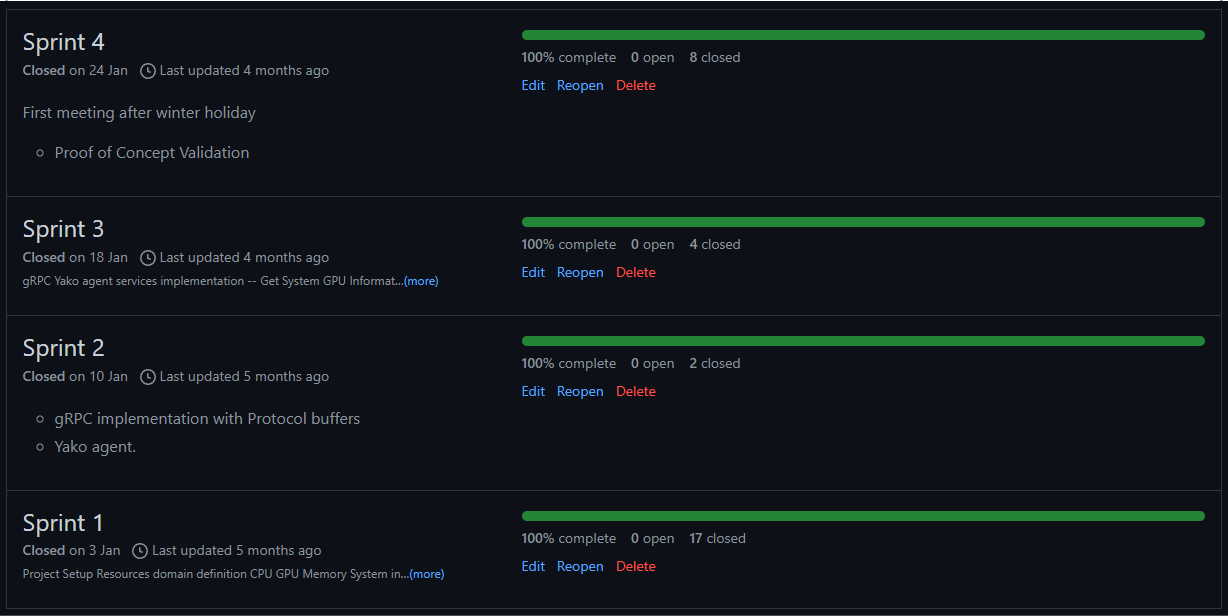 Sprint 4
Closed on 24 Jan Last updated 4 months ago
100% complete 0 open 8 closed
Edit Reopen Delete
First meeting after winter holiday
Proof of Concept Validation
Sprint 3
Closed on 18 Jan Last updated 4 months ago
gRPC Yako agent services implementation -- Get System GPU Informat...(more)
100% complete 0 open 4 closed
Edit Reopen Delete
Sprint 2
Closed on 10 Jan Last updated 5 months ago
100% complete 0 open 2 closed
Edit Reopen Delete
gRPC implementation with Protocol buffers
Yako agent.
Sprint 1
Closed on 3 Jan Last updated 5 months ago
Project Setup Resources domain definition CPU GPU Memory System in...(more)
100% complete 0 open 17 closed
Edit Reopen Delete